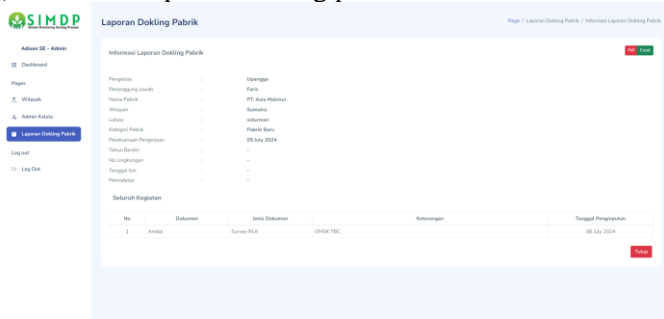 SIMDP
Laporan Dokling Pabrik
Page / Laporan Dokling Pabrik / Informasi Laporan Dokling Pabrik
Adison SE - Admin
Dashboard
Pages
Wilayah
Admin Kelola
Laporan Dokling Pabrik
Log out
Log Out
Informasi Laporan Dokling Pabrik
Pdf Excel
Pengelola : Ujeangga
Penanggung Jawab : Faris
Nama Pabrik : PT. Asia Makmur
Wilayah : Sumatra
Lokasi : sidurmian
Kategori Pabrik : Pabrik Baru
Pelaksanaan Pengerjaan : 09 July 2024
Tahun Berdiri : -
No.Lingkungan : -
Tanggal Izin : -
Pemodalan : -
Seluruh Kegiatan
No Dokumen Jenis Dokumen Keterangan Tanggal Penginputan
1 Amdal Survey RLA OHSK TBC 08 July 2024
Tutup